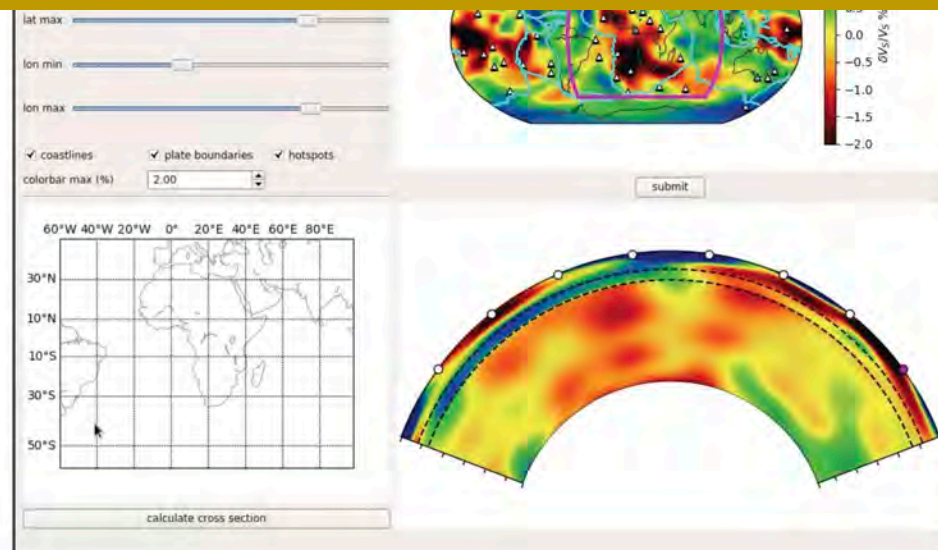 lat max
lon min
lon max
✓ coastlines ✓ plate boundaries ✓ hotspots
colorbar max (%) 2.00
60°W 40°W 20°W 0° 20°E 40°E 60°E 80°E
30°N
10°N
10°S
30°S
50°S
calculate cross section
0.0
−0.5
−1.0
−1.5
−2.0
δVs/Vs %
submit